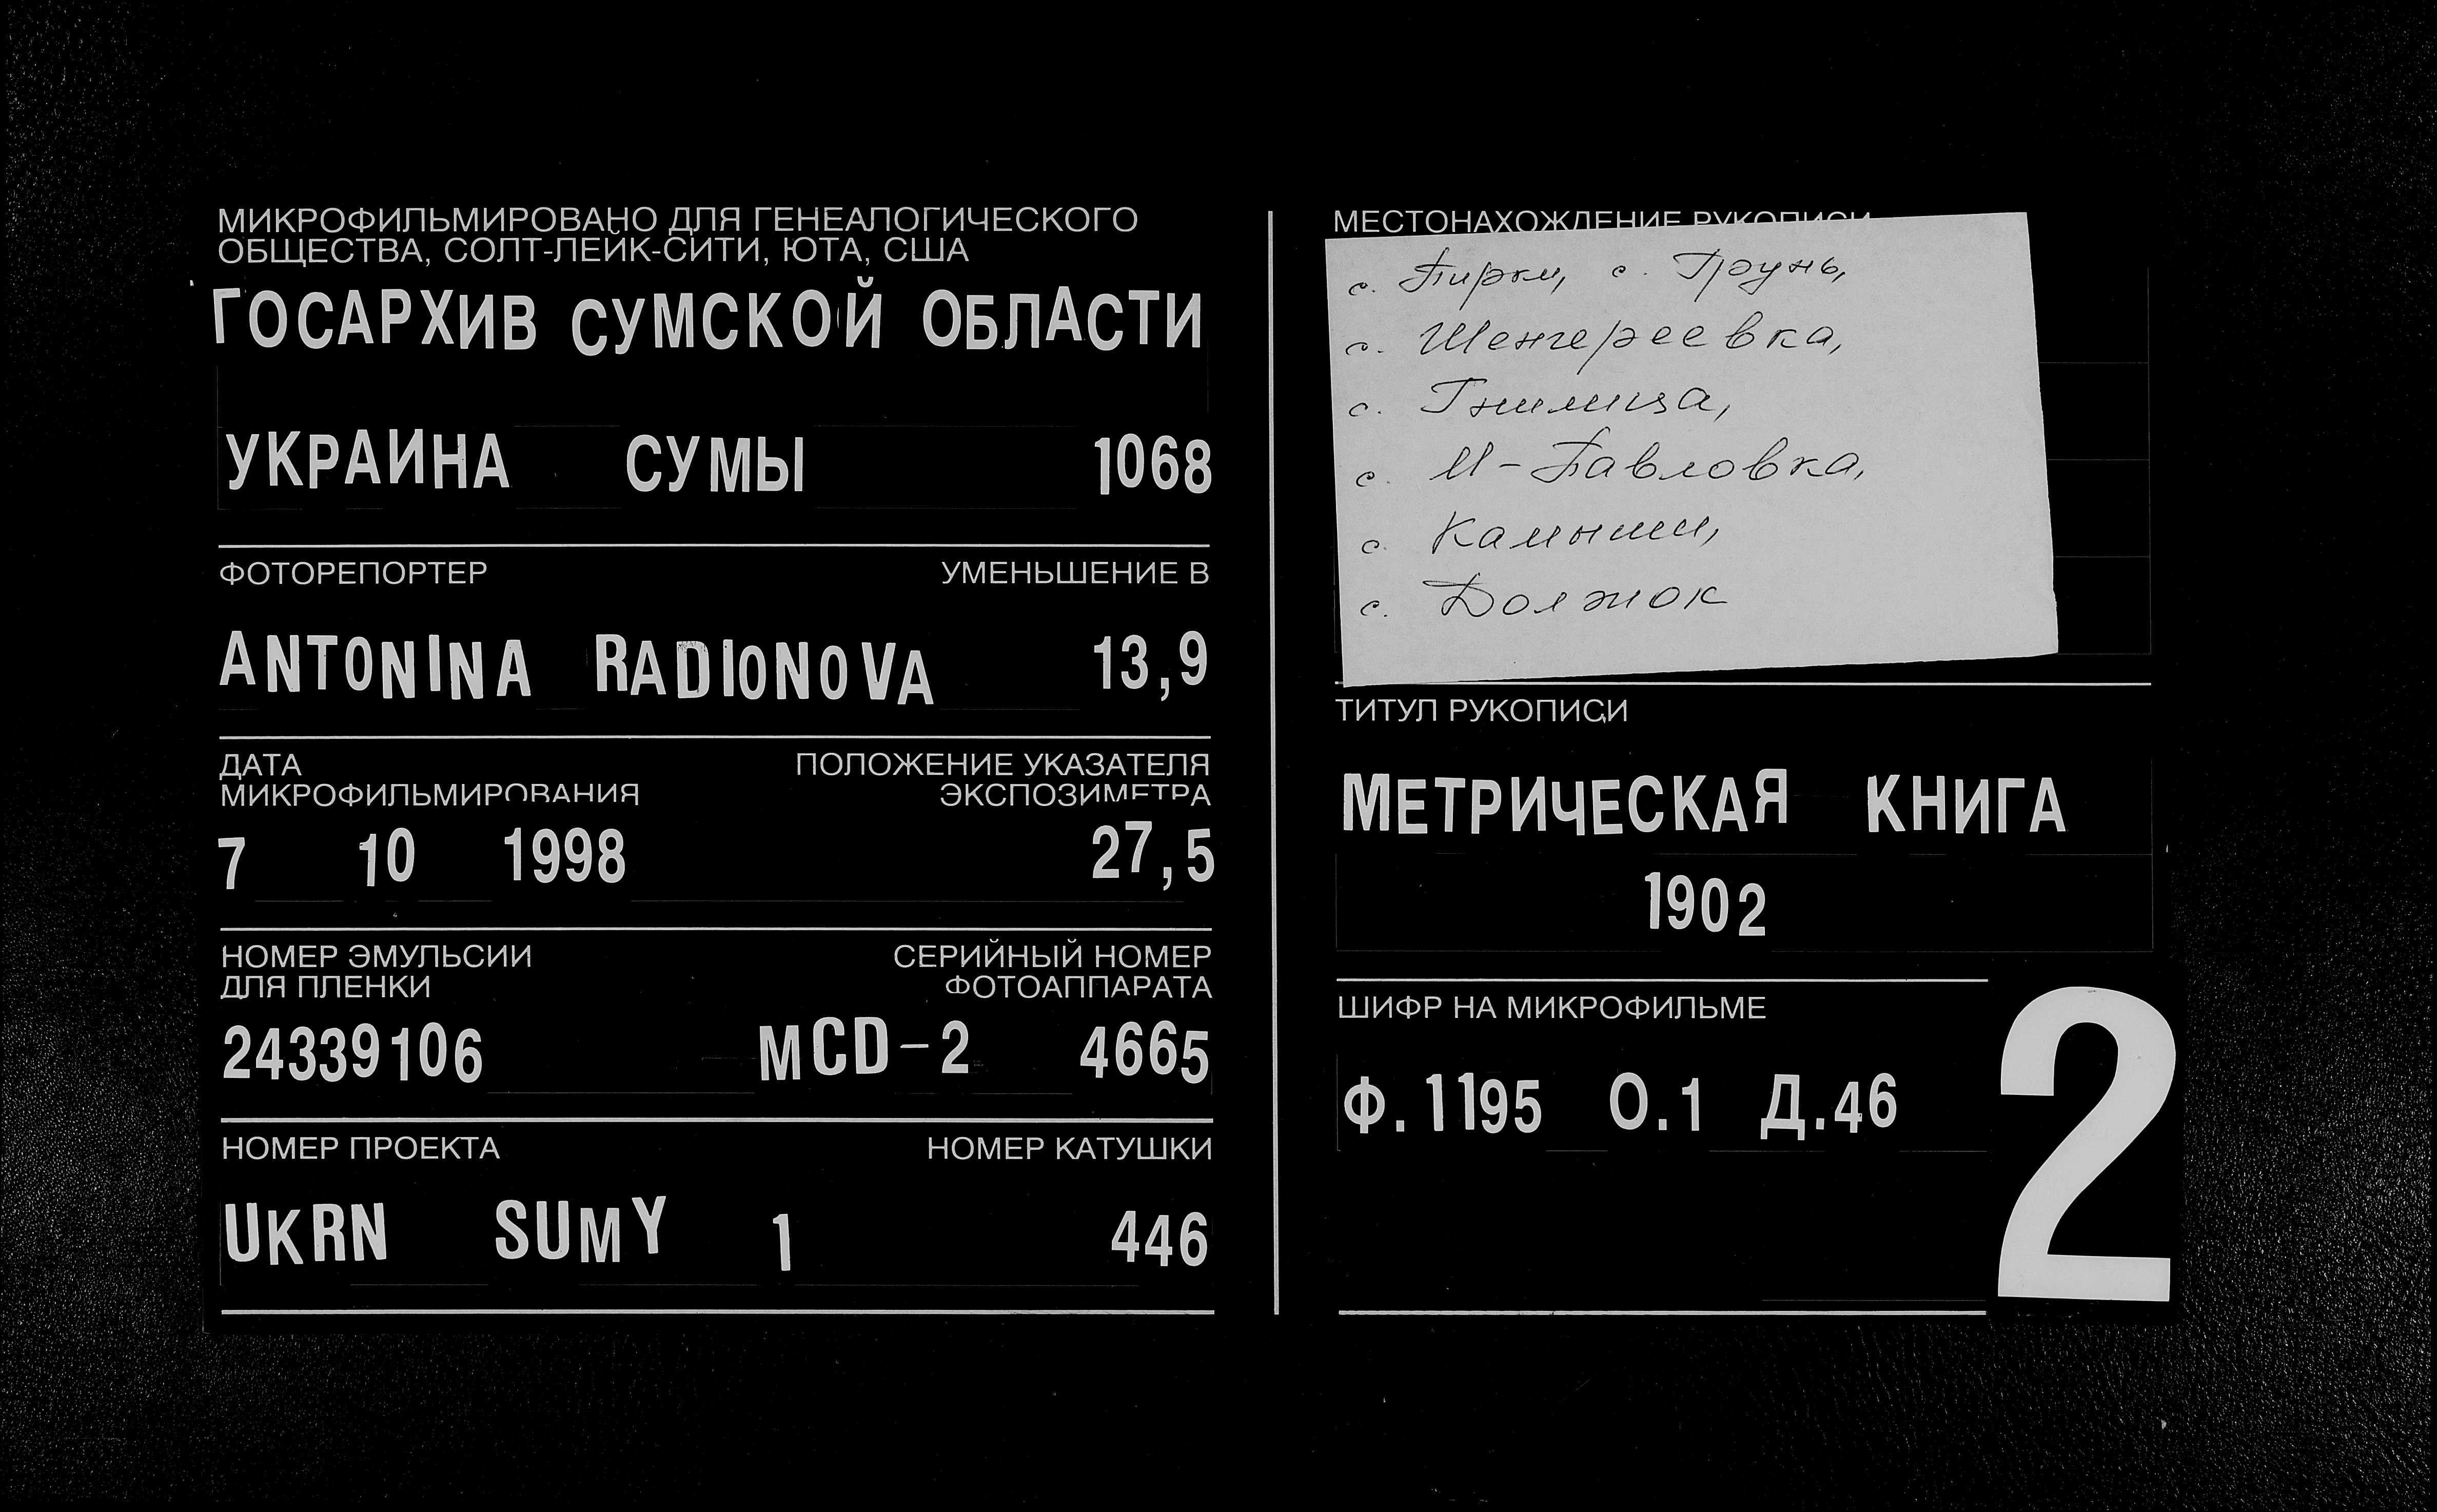 МИКРОФИЛЬМИРОВАНО ДЛЯ ГЕНЕАЛОГИЧЕСКОГО
ОБЩЕСТВА, СОЛТ-ЛЕЙК-СИТИ, ЮТА, США
ГОСАРХИВ СУМСКОЙ ОБЛАСТИ
УКРАИНА СУМЫ 1068
ФОТОРЕПОРТЕР УМЕНЬШЕНИЕ В
ANTONINA RADIONOVA 13,9
ДАТА ПОЛОЖЕНИЕ УКАЗАТЕЛЯ
МИКРОФИЛЬМИРОВАНИЯ ЭКСПОЗИМЕТРА
7 10 1998 27,5
НОМЕР ЭМУЛЬСИИ СЕРИЙНЫЙ НОМЕР
ДЛЯ ПЛЕНКИ ФОТОАППАРАТА
24339106 MCD-2 4665
НОМЕР ПРОЕКТА НОМЕР КАТУШКИ
UKRN SUMY 1 446
МЕСТОНАХОЖДЕНИЕ РУКОПИСИ
с. Пирки, с. Грунь,
с. Шенгереевка,
с. Гнилица,
с. М-Павловка,
с. Камыши,
с. Должок
ТИТУЛ РУКОПИСИ
МЕТРИЧЕСКАЯ КНИГА
1902
ШИФР НА МИКРОФИЛЬМЕ
Ф.1195 О.1 Д.46
2